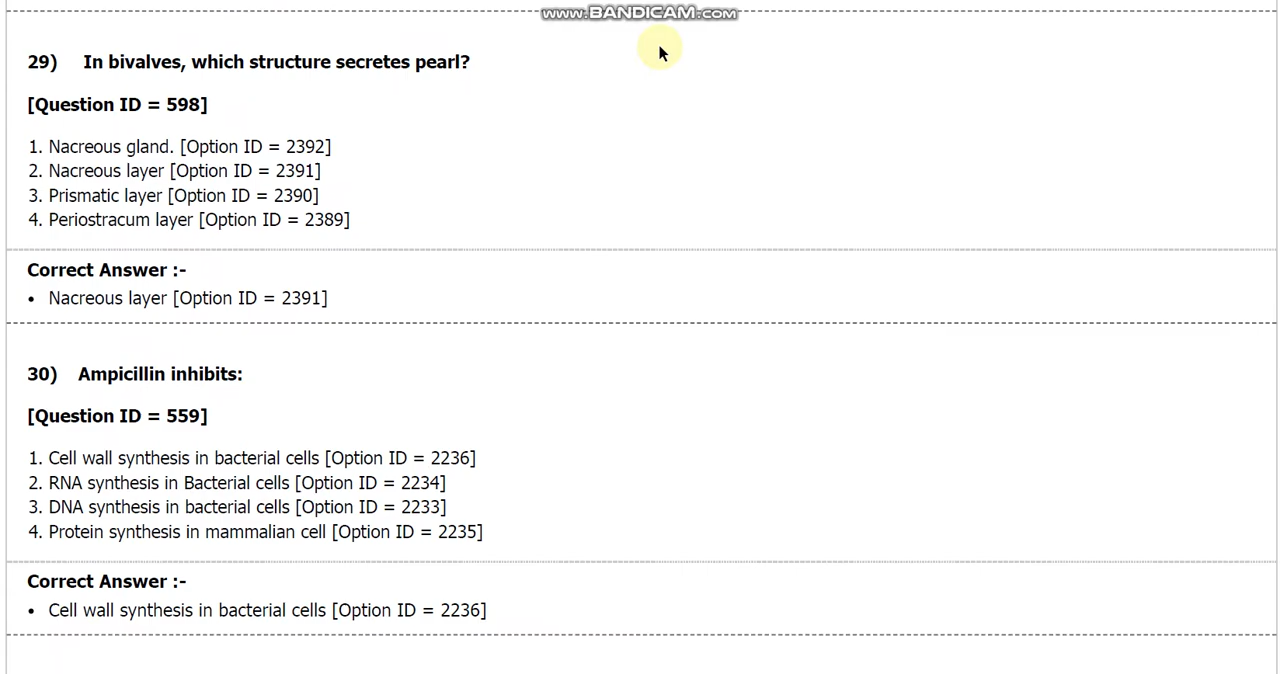 www.BANDICAM.com
29) In bivalves, which structure secretes pearl?
[Question ID = 598]
1. Nacreous gland. [Option ID = 2392]
2. Nacreous layer [Option ID = 2391]
3. Prismatic layer [Option ID = 2390]
4. Periostracum layer [Option ID = 2389]
Correct Answer :-
• Nacreous layer [Option ID = 2391]
30) Ampicillin inhibits:
[Question ID = 559]
1. Cell wall synthesis in bacterial cells [Option ID = 2236]
2. RNA synthesis in Bacterial cells [Option ID = 2234]
3. DNA synthesis in bacterial cells [Option ID = 2233]
4. Protein synthesis in mammalian cell [Option ID = 2235]
Correct Answer :-
• Cell wall synthesis in bacterial cells [Option ID = 2236]